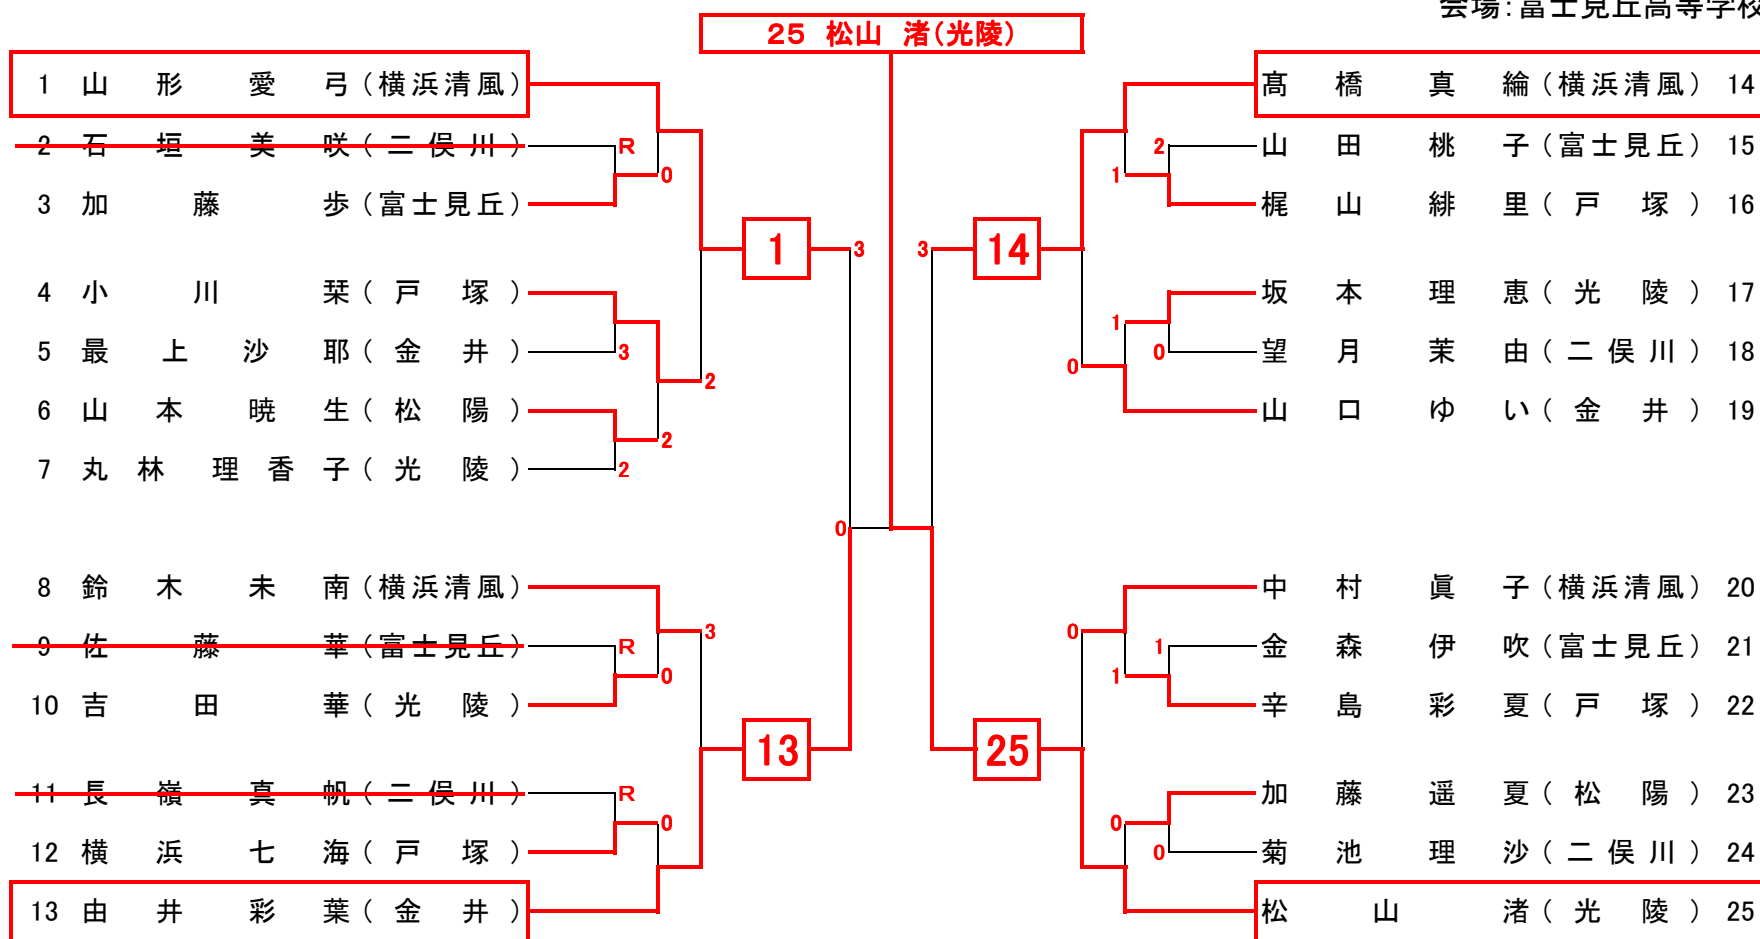 会場:富士見丘高等学校
25 松山 渚(光陵)
1 山形愛弓(横浜清風)
2 石垣美咲(二俣川)
R
0
3 加藤歩(富士見丘)
1
3
4 小川栞(戸塚)
5 最上沙耶(金井)
3
2
6 山本暁生(松陽)
2
7 丸林理香子(光陵)
2
0
8 鈴木未南(横浜清風)
3
9 佐藤華(富士見丘)
R
0
10 吉田華(光陵)
13
11 長嶺真帆(二俣川)
R
0
12 横浜七海(戸塚)
13 由井彩葉(金井)
髙橋真綸(横浜清風) 14
2
山田桃子(富士見丘) 15
1
梶山緋里(戸塚) 16
3
14
坂本理恵(光陵) 17
1
0
望月茉由(二俣川) 18
0
山口ゆい(金井) 19
中村眞子(横浜清風) 20
0
1
金森伊吹(富士見丘) 21
1
辛島彩夏(戸塚) 22
25
加藤遥夏(松陽) 23
0
0
菊池理沙(二俣川) 24
松山渚(光陵) 25